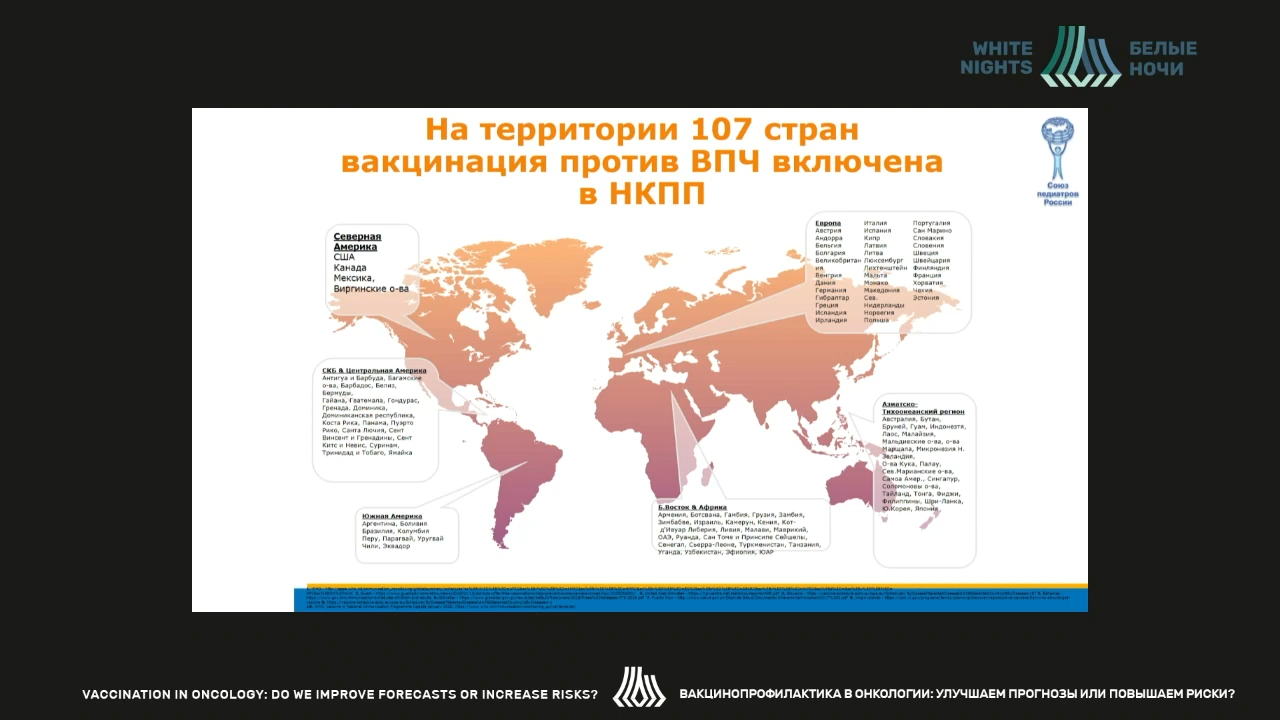 WHITE
NIGHTS
БЕЛЫЕ
НОЧИ
На территории 107 стран
вакцинация против ВПЧ включена
в НКПП
Союз
педиатров
России
Северная
Америка
США
Канада
Мексика,
Виргинские о-ва
Европа
Австрия
Андорра
Бельгия
Болгария
Великобритан
ия
Венгрия
Дания
Германия
Гибралтар
Греция
Исландия
Ирландия
Италия
Испания
Кипр
Латвия
Литва
Люксембург
Лихтенштейн
Мальта
Монако
Македония
Сев.
Нидерланды
Норвегия
Польша
Португалия
Сан Марино
Словакия
Словения
Швеция
Швейцария
Финляндия
Франция
Хорватия
Чехия
Эстония
СКБ & Центральная Америка
Антигуа и Барбуда, Багамские
о-ва, Барбадос, Белиз,
Бермуды,
Гайана, Гватемала, Гондурас,
Гренада, Доминика,
Доминиканская республика,
Коста Рика, Панама, Пуэрто
Рико, Санта Лючия, Сент
Винсент и Гренадины, Сент
Китс и Невис, Суринам,
Тринидад и Тобаго, Ямайка
Южная Америка
Аргентина, Боливия
Бразилия, Колумбия
Перу, Парагвай, Уругвай
Чили, Эквадор
Б.Восток & Африка
Армения, Ботсвана, Гамбия, Грузия, Замбия,
Зимбабве, Израиль, Камерун, Кения, Кот-
д'Ивуар Либерия, Ливия, Малави, Маврикий,
ОАЭ, Руанда, Сан Томе и Принсипе Сейшелы,
Сенегал, Сьерра-Леоне, Туркменистан, Танзания,
Уганда, Узбекистан, Эфиопия, ЮАР
Азиатско-
Тихоокеанский регион
Австралия, Бутан,
Бруней, Гуам, Индонезтя,
Лаос, Малайзия,
Мальдивские о-ва, о-ва
Маршала, Микронезия Н.
Зеландия,
О-ва Кука, Палау,
Сев.Марианские о-ва,
Самоа Амер., Сингапур,
Соломоновы о-ва,
Тайланд, Тонга, Фиджи,
Филиппины, Шри-Ланка,
Ю.Корея, Япония
VACCINATION IN ONCOLOGY: DO WE IMPROVE FORECASTS OR INCREASE RISKS?
ВАКЦИНОПРОФИЛАКТИКА В ОНКОЛОГИИ: УЛУЧШАЕМ ПРОГНОЗЫ ИЛИ ПОВЫШАЕМ РИСКИ?